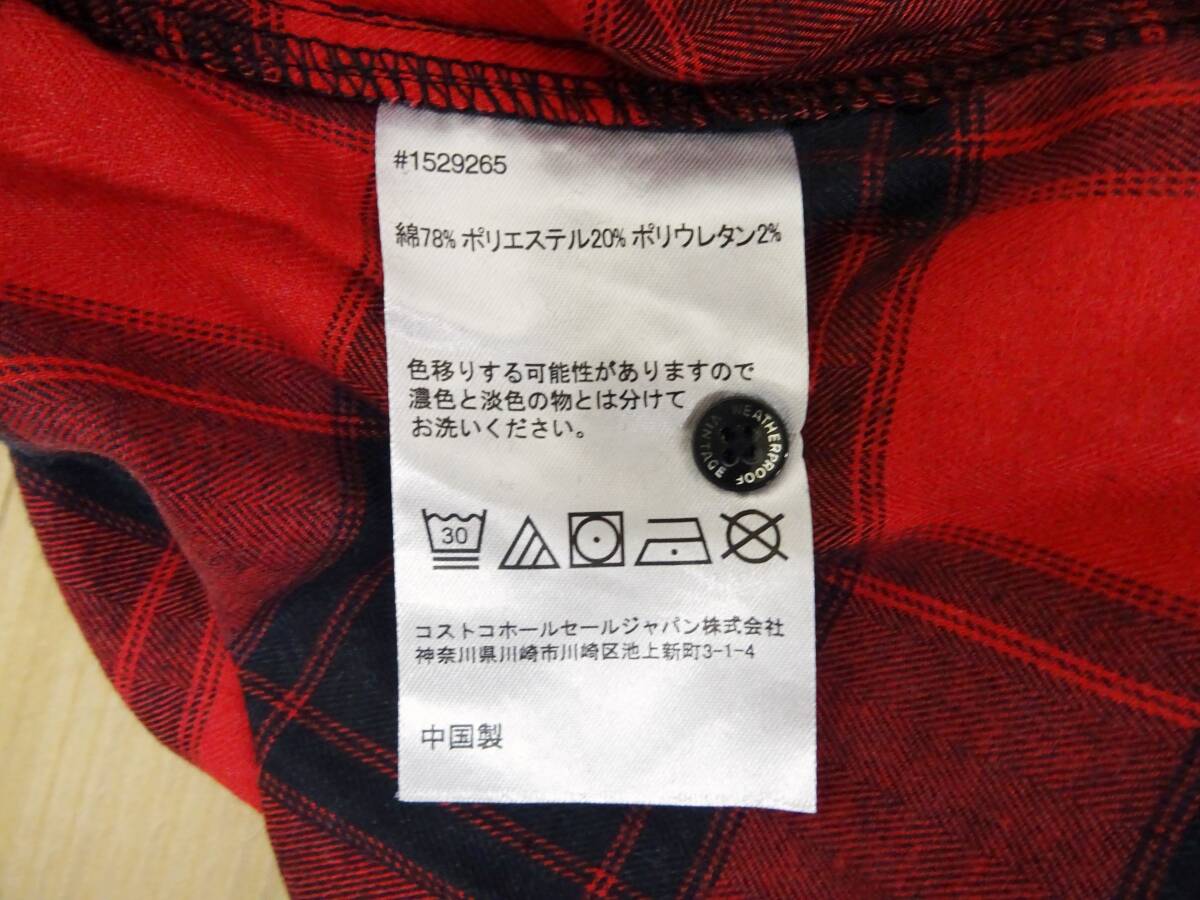 #1529265
綿78% ポリエステル20% ポリウレタン2%
色移りする可能性がありますので
濃色と淡色の物とは分けて
お洗いください。
WEATHERPROOF
VINTAGE
30
コストコホールセールジャパン株式会社
神奈川県川崎市川崎区池上新町3-1-4
中国製